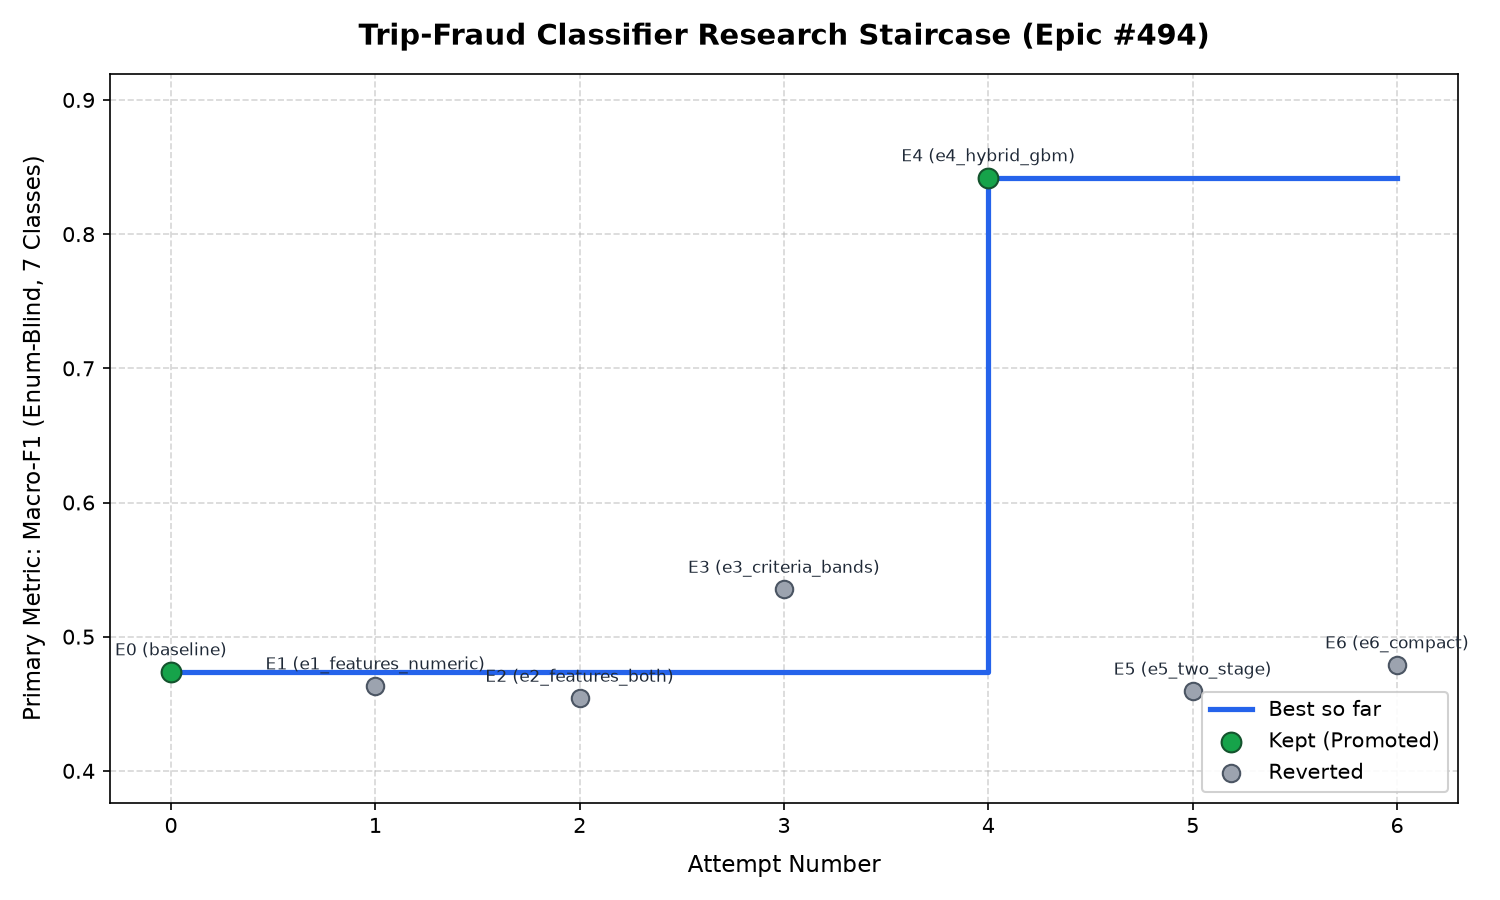 Trip-Fraud Classifier Research Staircase (Epic #494)
Primary Metric: Macro-F1 (Enum-Blind, 7 Classes)
0.9
0.8
0.7
0.6
0.5
0.4
E4 (e4_hybrid_gbm)
E3 (e3_criteria_bands)
E0 (baseline)
E1 (e1_features_numeric)
E2 (e2_features_both)
E5 (e5_two_stage)
E6 (e6_compact)
Best so far
Kept (Promoted)
Reverted
0 1 2 3 4 5 6
Attempt Number